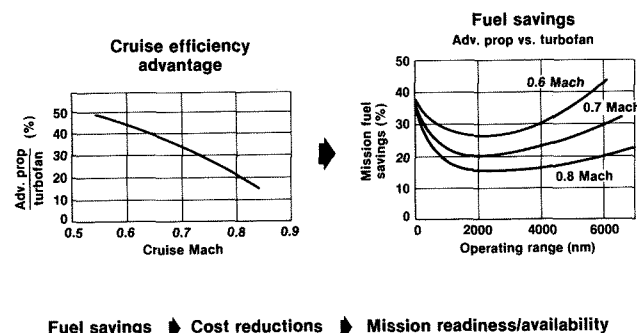 Cruise efficiency
advantage
Adv. prop
turbofan
(%)
50
40
30
20
10
0
0.5
0.6
0.7
0.8
0.9
Cruise Mach
Fuel savings
Adv. prop vs. turbofan
Mission fuel
savings (%)
50
40
30
20
10
0
0.6 Mach
0.7 Mach
0.8 Mach
0
2000
4000
6000
Operating range (nm)
Fuel savings Cost reductions Mission readiness/availability